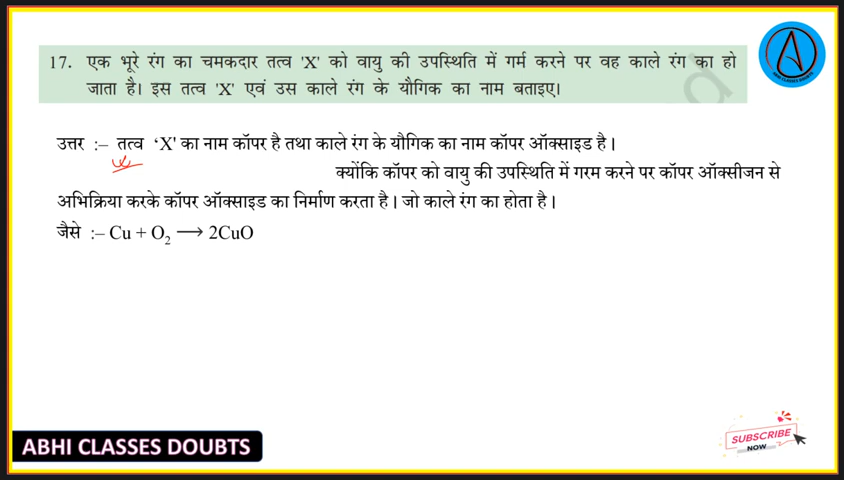 17. एक भूरे रंग का चमकदार तत्व 'X' को वायु की उपस्थिति में गर्म करने पर वह काले रंग का हो
जाता है। इस तत्व 'X' एवं उस काले रंग के यौगिक का नाम बताइए।
उत्तर :– तत्व 'X' का नाम कॉपर है तथा काले रंग के यौगिक का नाम कॉपर ऑक्साइड है।
क्योंकि कॉपर को वायु की उपस्थिति में गरम करने पर कॉपर ऑक्सीजन से
अभिक्रिया करके कॉपर ऑक्साइड का निर्माण करता है। जो काले रंग का होता है।
जैसे :– Cu + O₂ ⟶ 2CuO
ABHI CLASSES DOUBTS
SUBSCRIBE
NOW